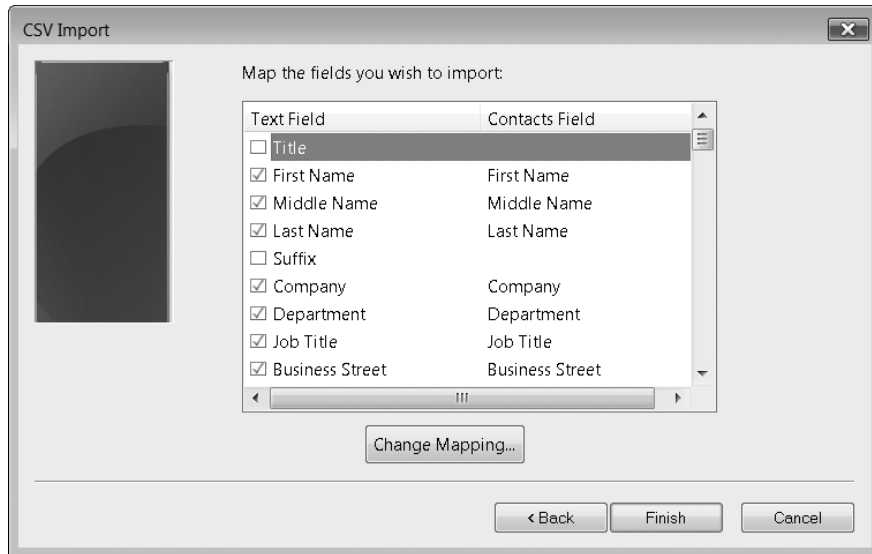 CSV Import
Map the fields you wish to import:
Text Field Contacts Field
Title
First Name First Name
Middle Name Middle Name
Last Name Last Name
Suffix
Company Company
Department Department
Job Title Job Title
Business Street Business Street
Change Mapping...
< Back Finish Cancel